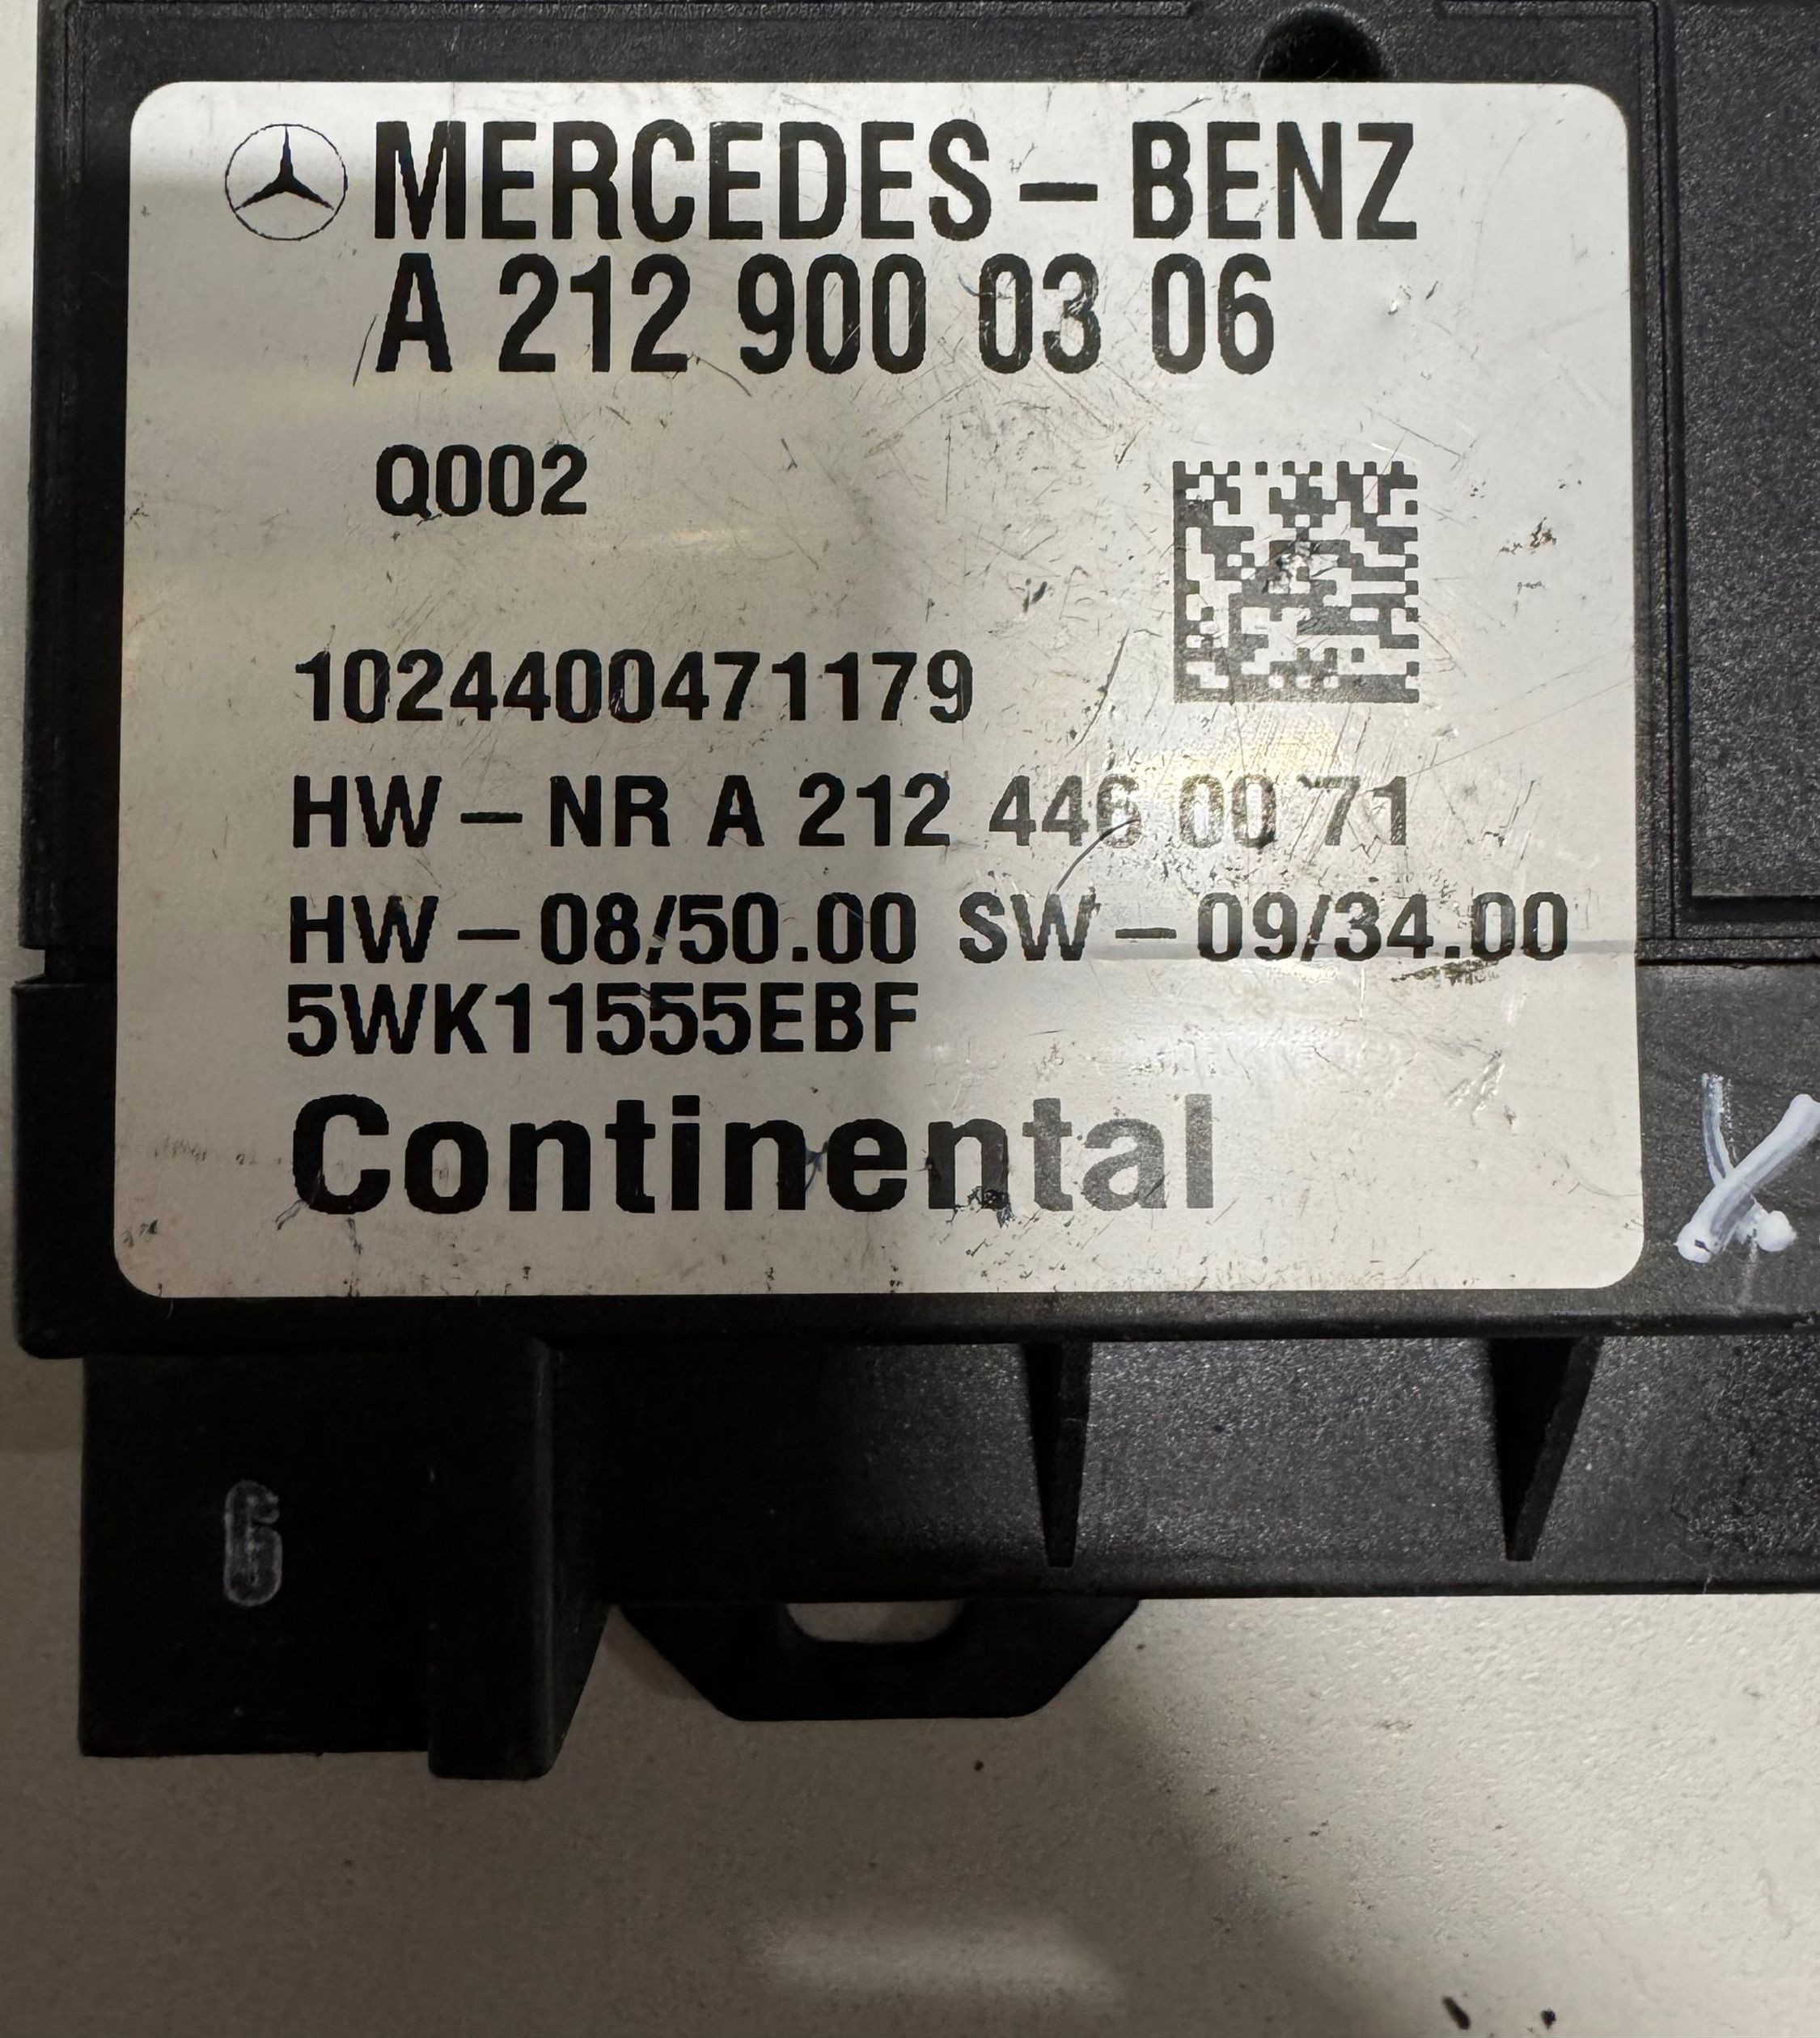 MERCEDES-BENZ
A 212 900 03 06
Q002
1024400471179
HW-NR A 212 446 00 71
HW-08/50.00 SW-09/34.00
5WK11555EBF
Continental
6